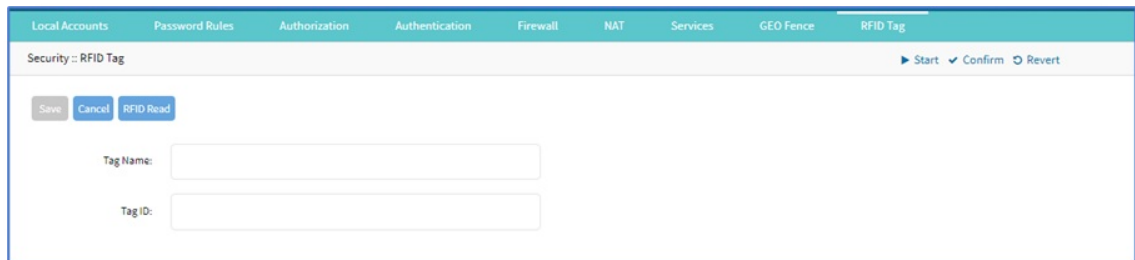 Local Accounts Password Rules Authorization Authentication Firewall NAT Services GEO Fence RFID Tag
Security :: RFID Tag Start Confirm Revert
Save Cancel RFID Read
Tag Name:
Tag ID: